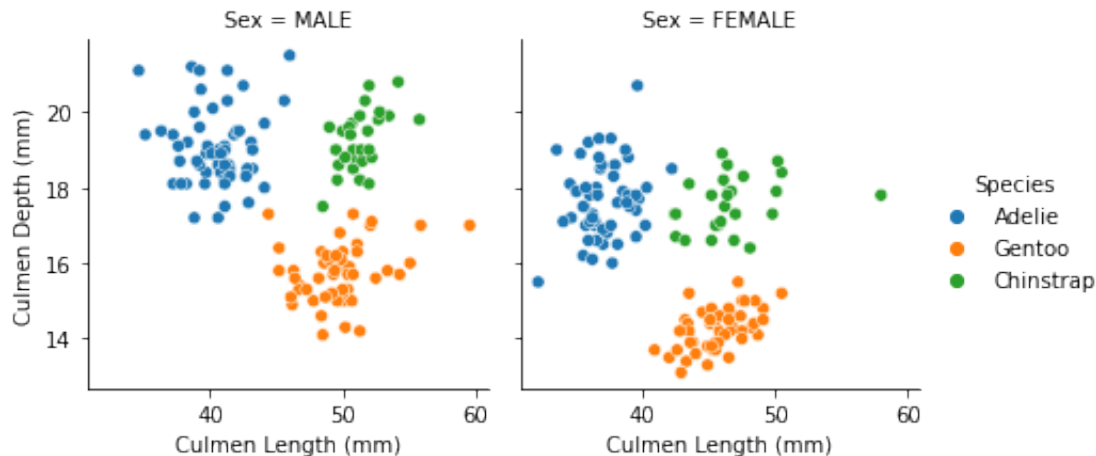 Sex = MALE
Sex = FEMALE
Culmen Depth (mm)
20
18
16
14
40 50 60
Culmen Length (mm)
40 50 60
Culmen Length (mm)
Species
Adelie
Gentoo
Chinstrap